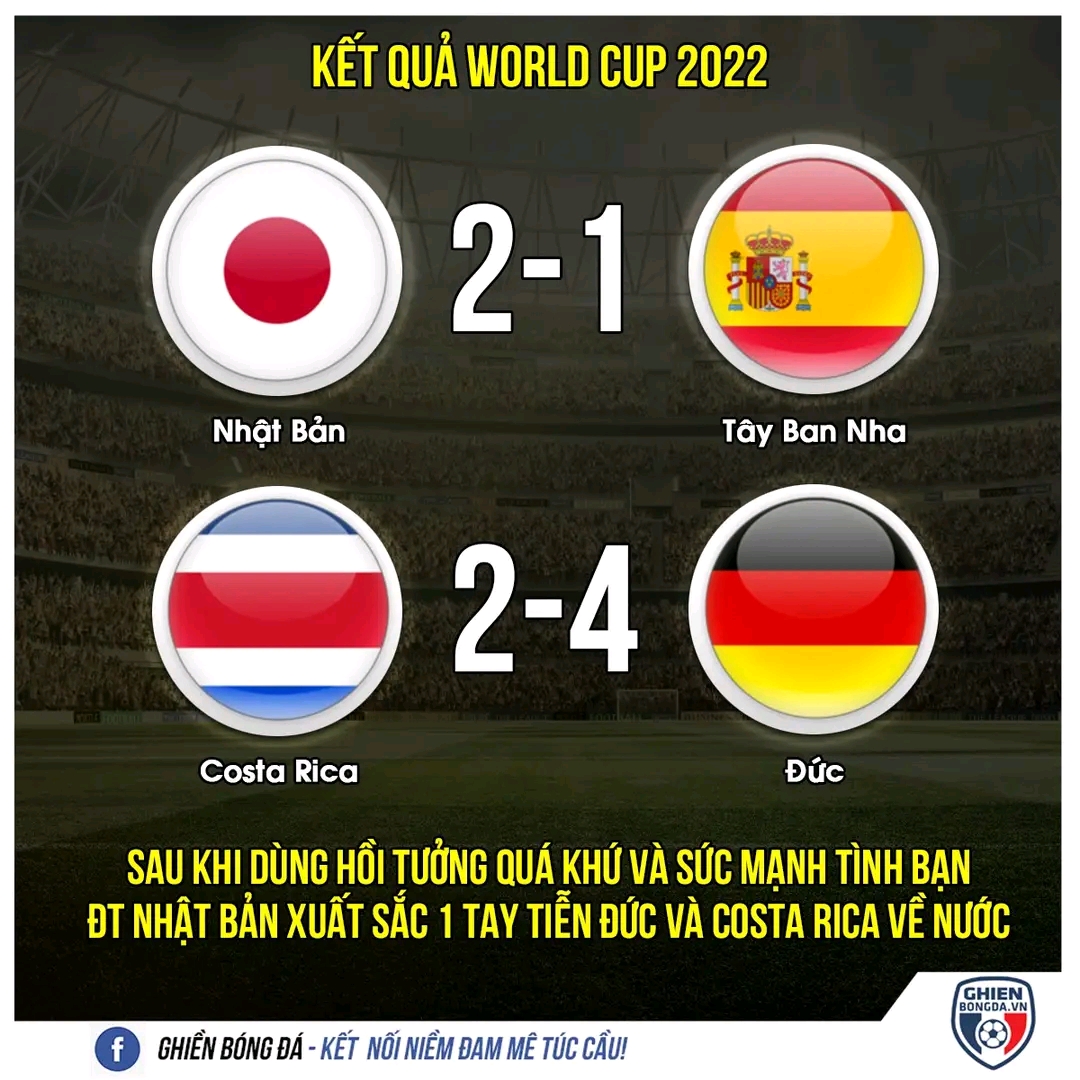 KẾT QUẢ WORLD CUP 2022
2-1
Nhật Bản
Tây Ban Nha
2-4
Costa Rica
Đức
SAU KHI DÙNG HỒI TƯỞNG QUÁ KHỨ VÀ SỨC MẠNH TÌNH BẠN
ĐT NHẬT BẢN XUẤT SẮC 1 TAY TIỄN ĐỨC VÀ COSTA RICA VỀ NƯỚC
GHIEN
BONGDA.VN
f GHIỀN BÓNG ĐÁ - KẾT NỐI NIỀM ĐAM MÊ TÚC CẦU!